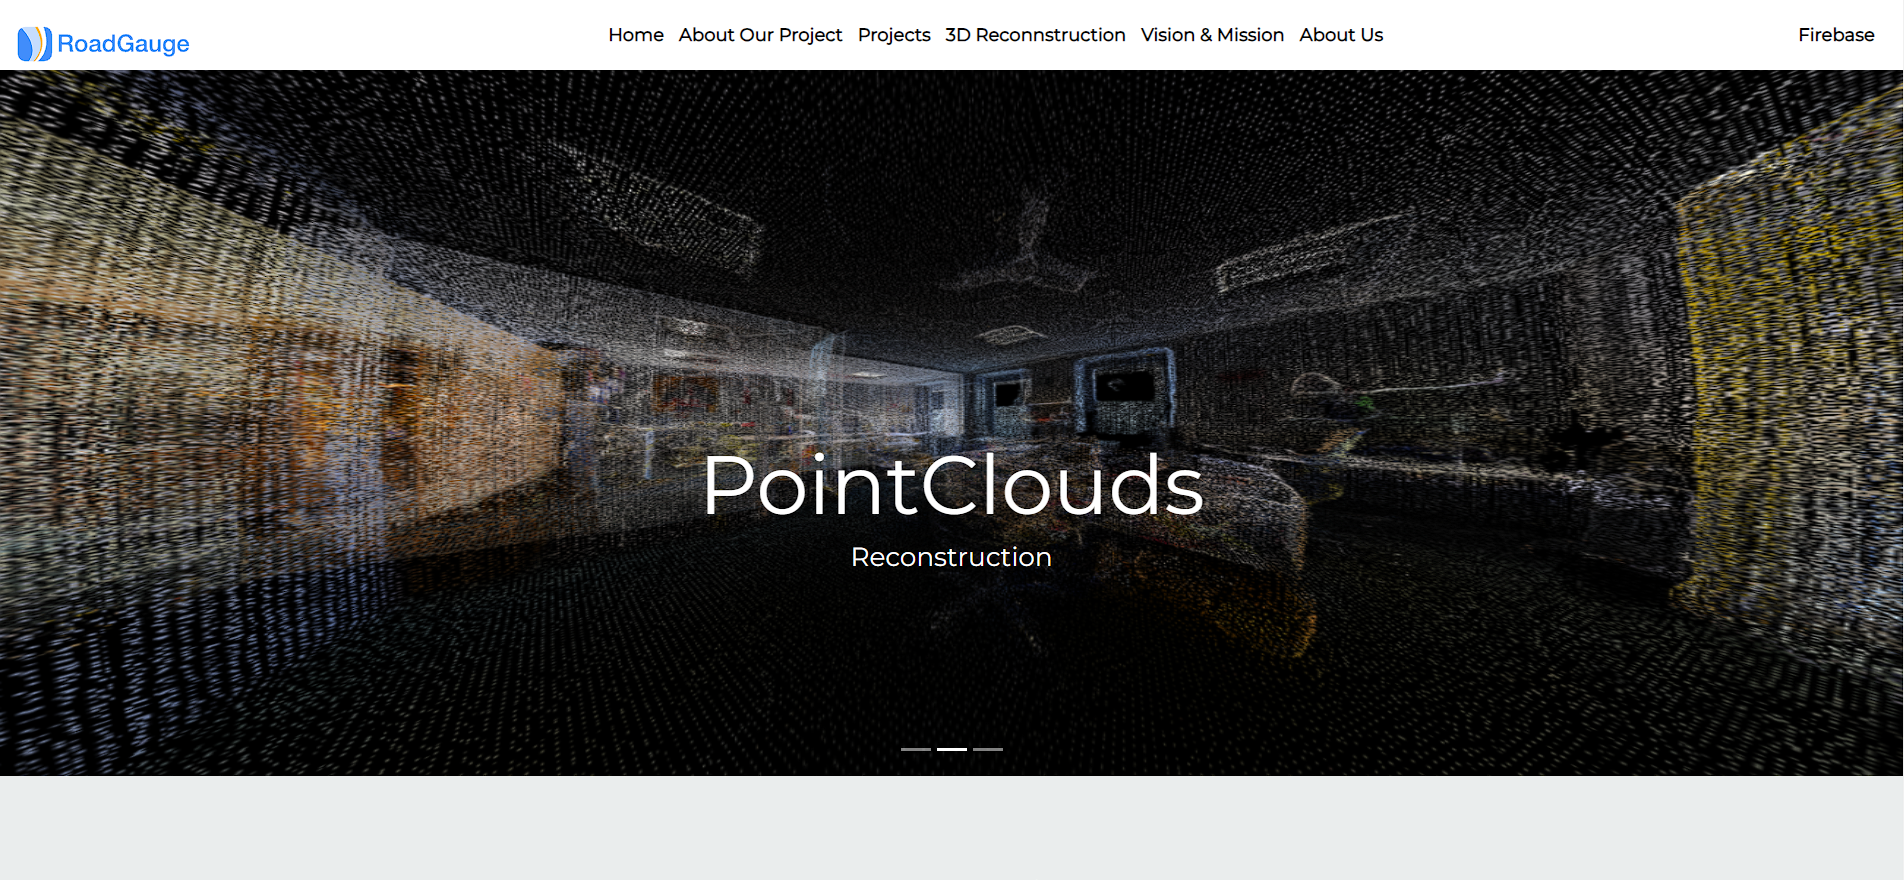 RoadGauge
Home About Our Project Projects 3D Reconnstruction Vision & Mission About Us Firebase
PointClouds
Reconstruction